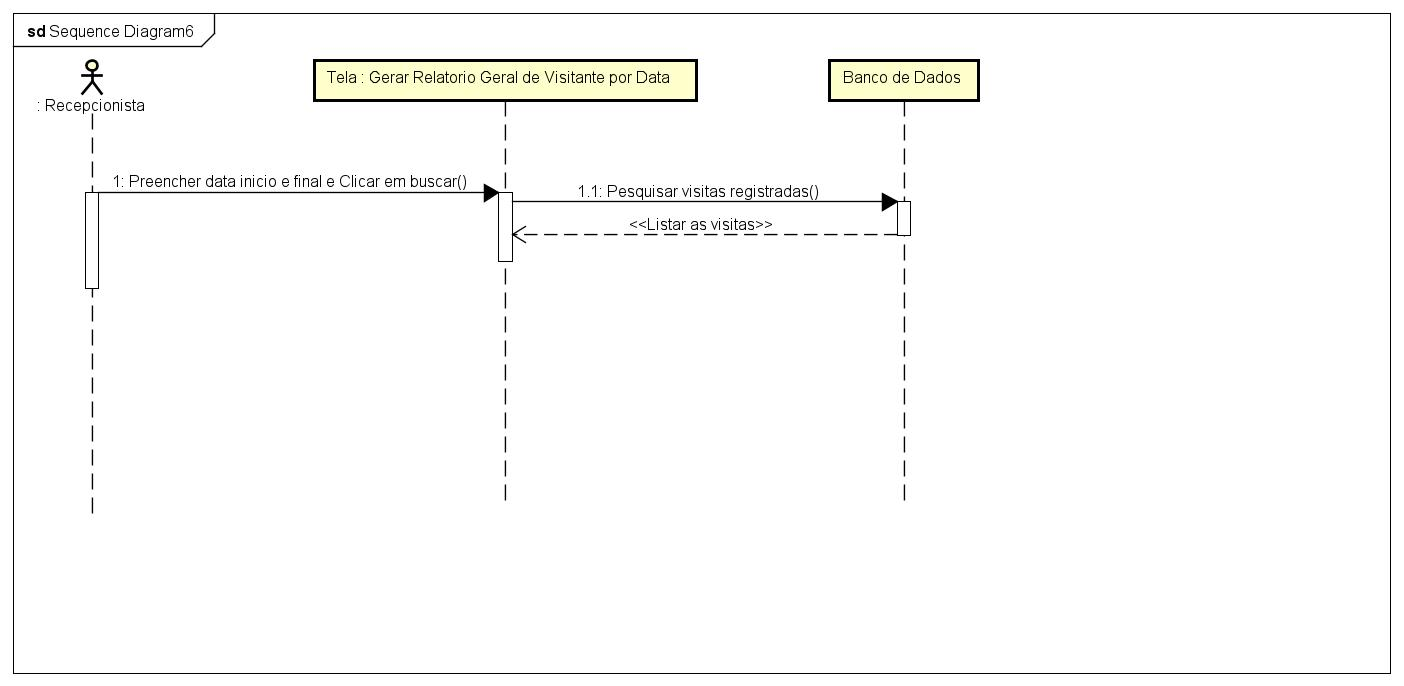 sd Sequence Diagram6
: Recepcionista
Tela : Gerar Relatorio Geral de Visitante por Data
Banco de Dados
1: Preencher data inicio e final e Clicar em buscar()
1.1: Pesquisar visitas registradas()
<<Listar as visitas>>